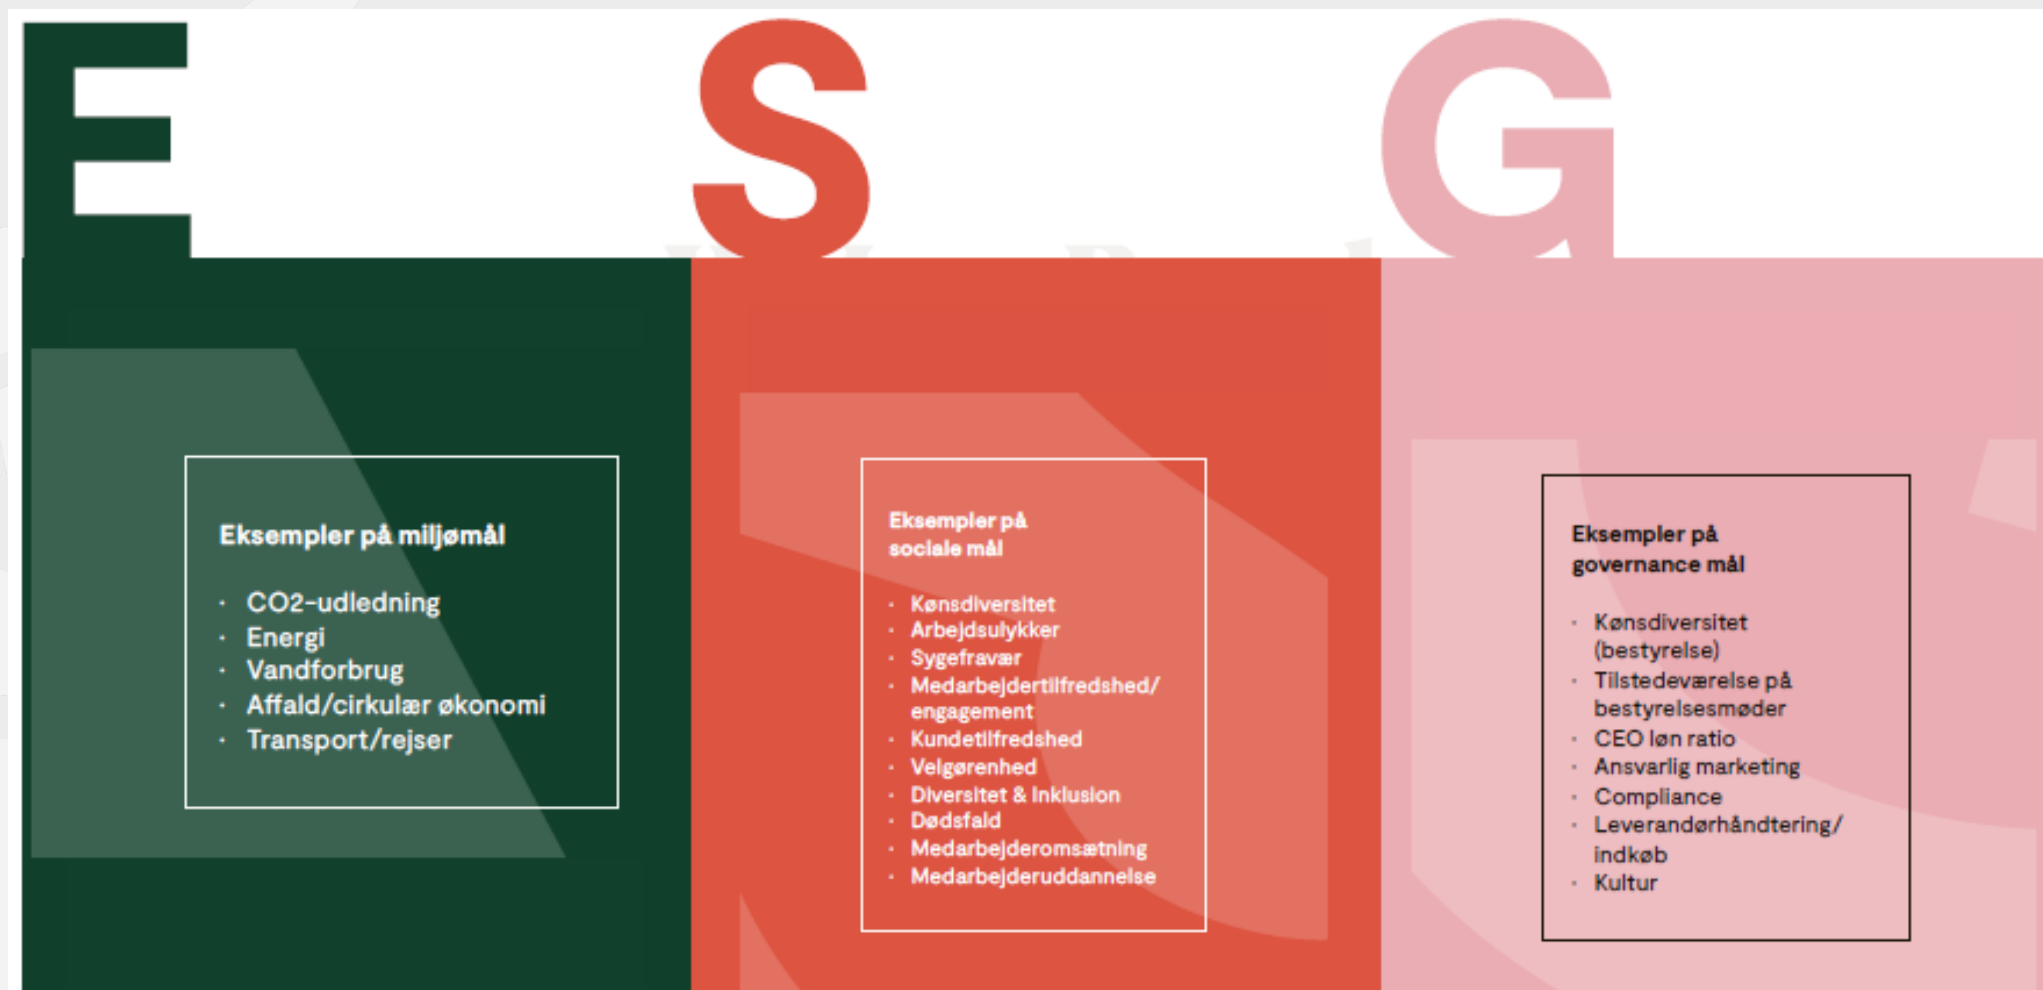 E
S
G
Eksempler på miljømål
· CO2-udledning
· Energi
· Vandforbrug
· Affald/cirkulær økonomi
· Transport/rejser
Eksempler på
sociale mål
· Kønsdiversitet
· Arbejdsulykker
· Sygefravær
· Medarbejdertilfredshed/
engagement
· Kundetilfredshed
· Velgørenhed
· Diversitet & Inklusion
· Dødsfald
· Medarbejderomsætning
· Medarbejderuddannelse
Eksempler på
governance mål
· Kønsdiversitet
(bestyrelse)
· Tilstedeværelse på
bestyrelsesmøder
· CEO løn ratio
· Ansvarlig marketing
· Compliance
· Leverandørhåndtering/
indkøb
· Kultur